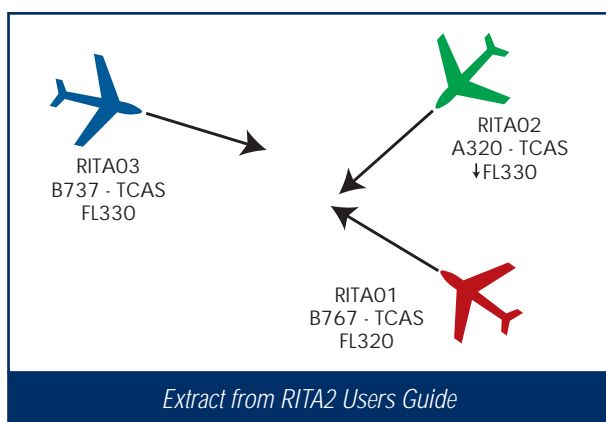 RITA03
B737 - TCAS
FL330
RITA02
A320 - TCAS
↓FL330
RITA01
B767 - TCAS
FL320
Extract from RITA2 Users Guide